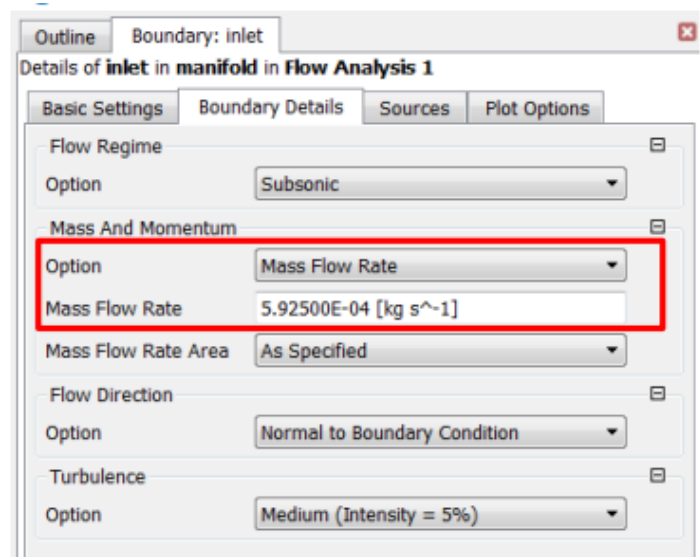 Outline Boundary: inlet
Details of inlet in manifold in Flow Analysis 1
Basic Settings Boundary Details Sources Plot Options
Flow Regime
Option Subsonic
Mass And Momentum
Option Mass Flow Rate
Mass Flow Rate 5.92500E-04 [kg s^-1]
Mass Flow Rate Area As Specified
Flow Direction
Option Normal to Boundary Condition
Turbulence
Option Medium (Intensity = 5%)